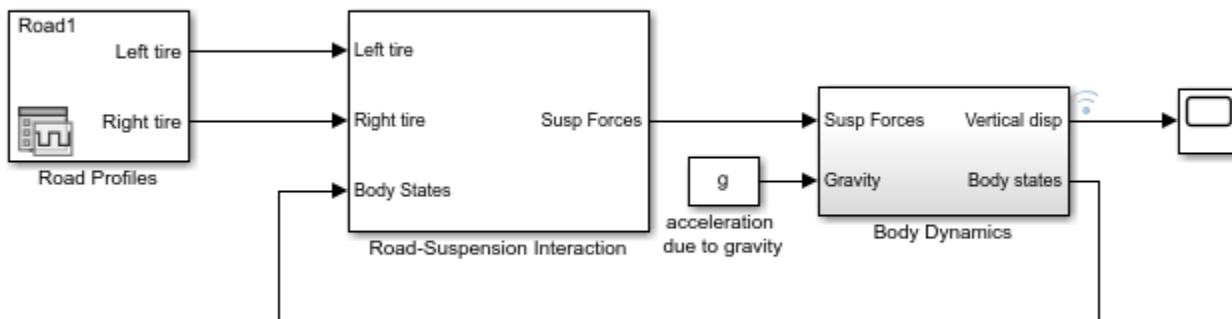 Road1
Left tire
Right tire
Road Profiles
Left tire
Right tire
Body States
Susp Forces
Road-Suspension Interaction
g
acceleration
due to gravity
Susp Forces
Gravity
Vertical disp
Body states
Body Dynamics